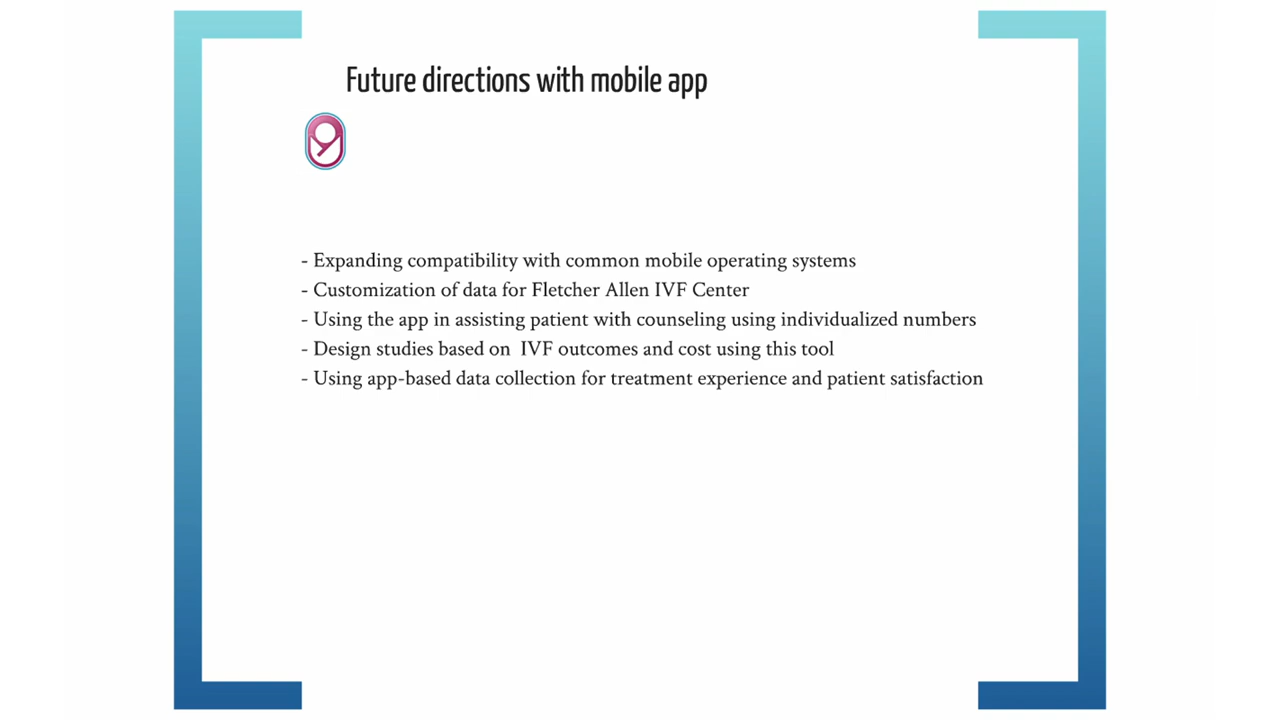 Future directions with mobile app
- Expanding compatibility with common mobile operating systems
- Customization of data for Fletcher Allen IVF Center
- Using the app in assisting patient with counseling using individualized numbers
- Design studies based on  IVF outcomes and cost using this tool
- Using app-based data collection for treatment experience and patient satisfaction